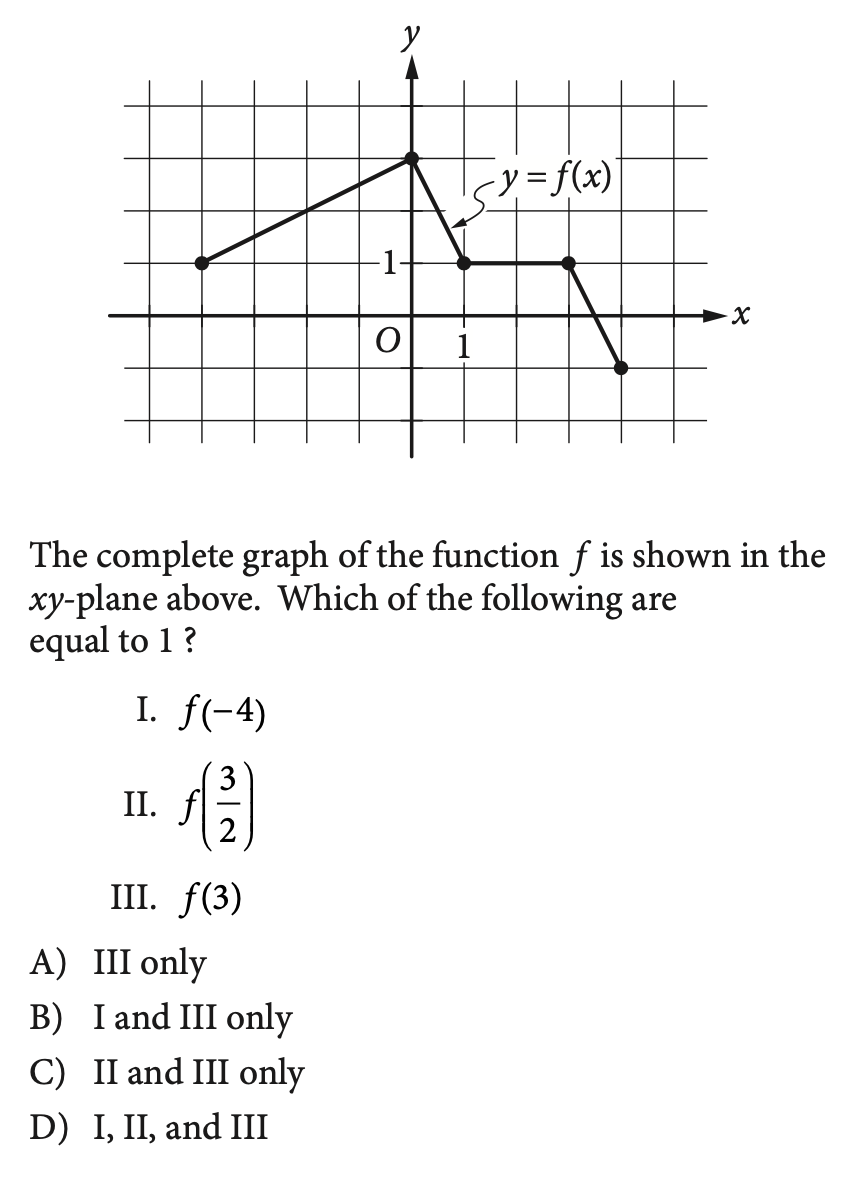 y
y = f(x)
1
x
O
1
The complete graph of the function f is shown in the
xy-plane above. Which of the following are
equal to 1 ?
I. f(−4)
II. f(3/2)
III. f(3)
A) III only
B) I and III only
C) II and III only
D) I, II, and III